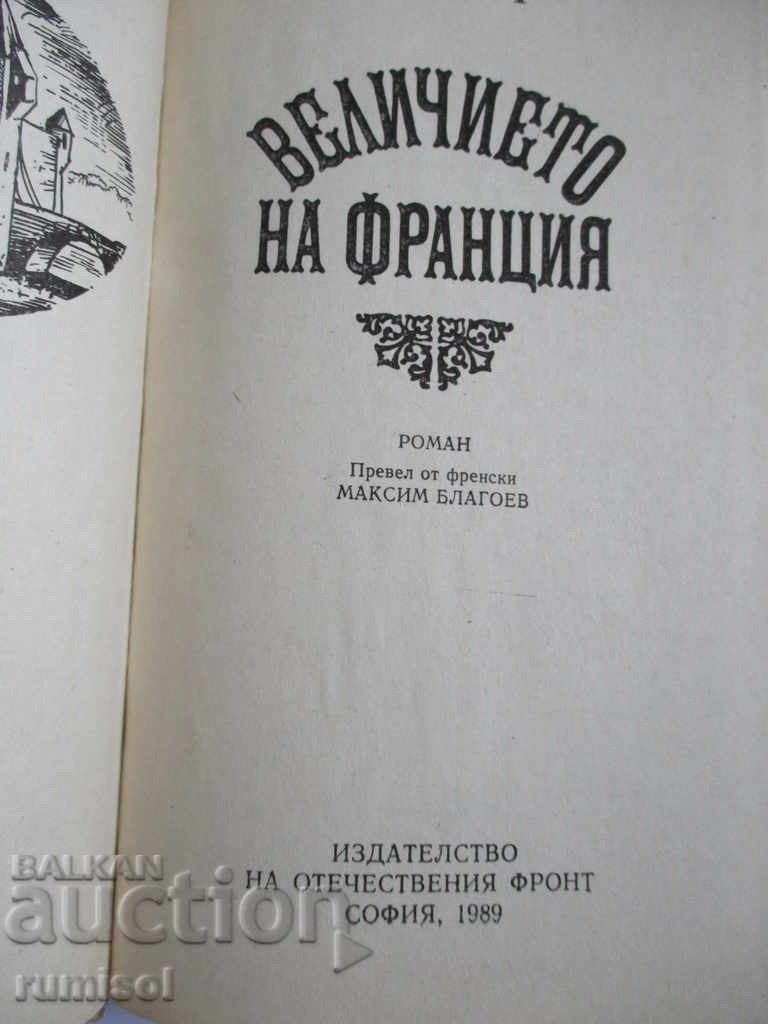 ВЕЛИЧИЕТО
НА ФРАНЦИЯ
РОМАН
Превел от френски
МАКСИМ БЛАГОЕВ
ИЗДАТЕЛСТВО
НА ОТЕЧЕСТВЕНИЯ ФРОНТ
СОФИЯ, 1989
BALKAN
auction
rumisol